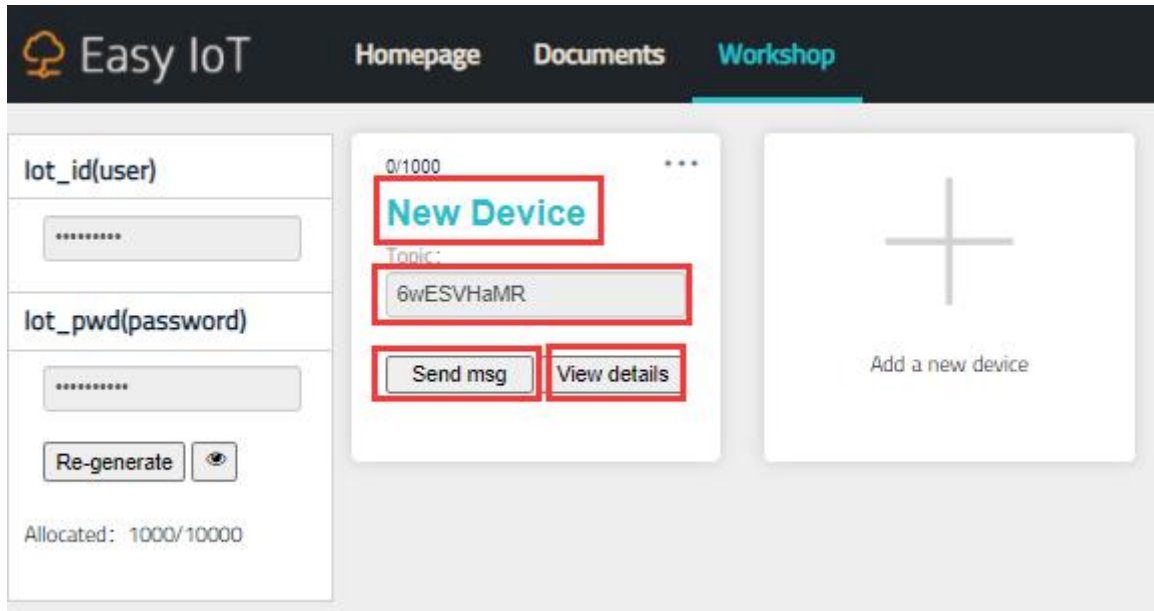 Easy IoT
Homepage Documents Workshop
Iot_id(user)
•••••••••
Iot_pwd(password)
••••••••••
Re-generate
Allocated: 1000/10000
0/1000
New Device
Topic:
6wESVHaMR
Send msg View details
Add a new device